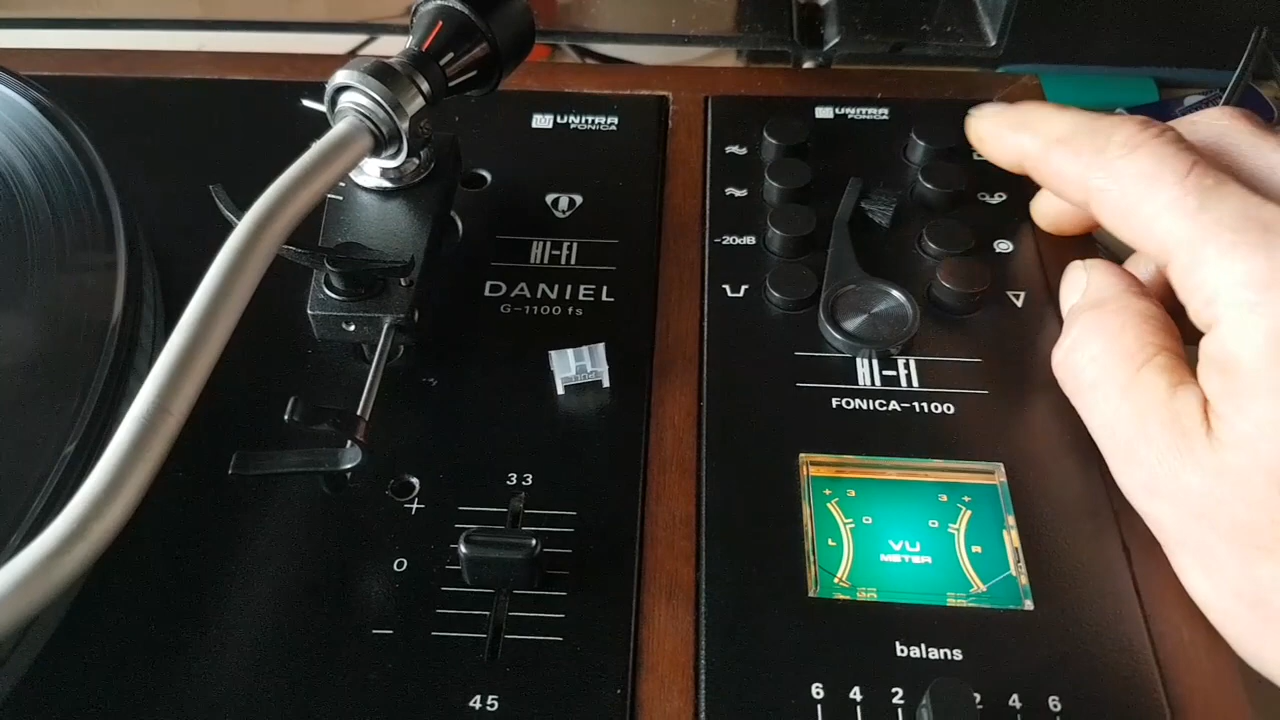 UNITRA
FONICA
HI-FI
DANIEL
G-1100 fs
33
+
0
−
45
UNITRA
FONICA
-20dB
HI-FI
FONICA-1100
+ 3
3 +
0
0
L
R
VU
METER
balans
6 4 2 2 4 6